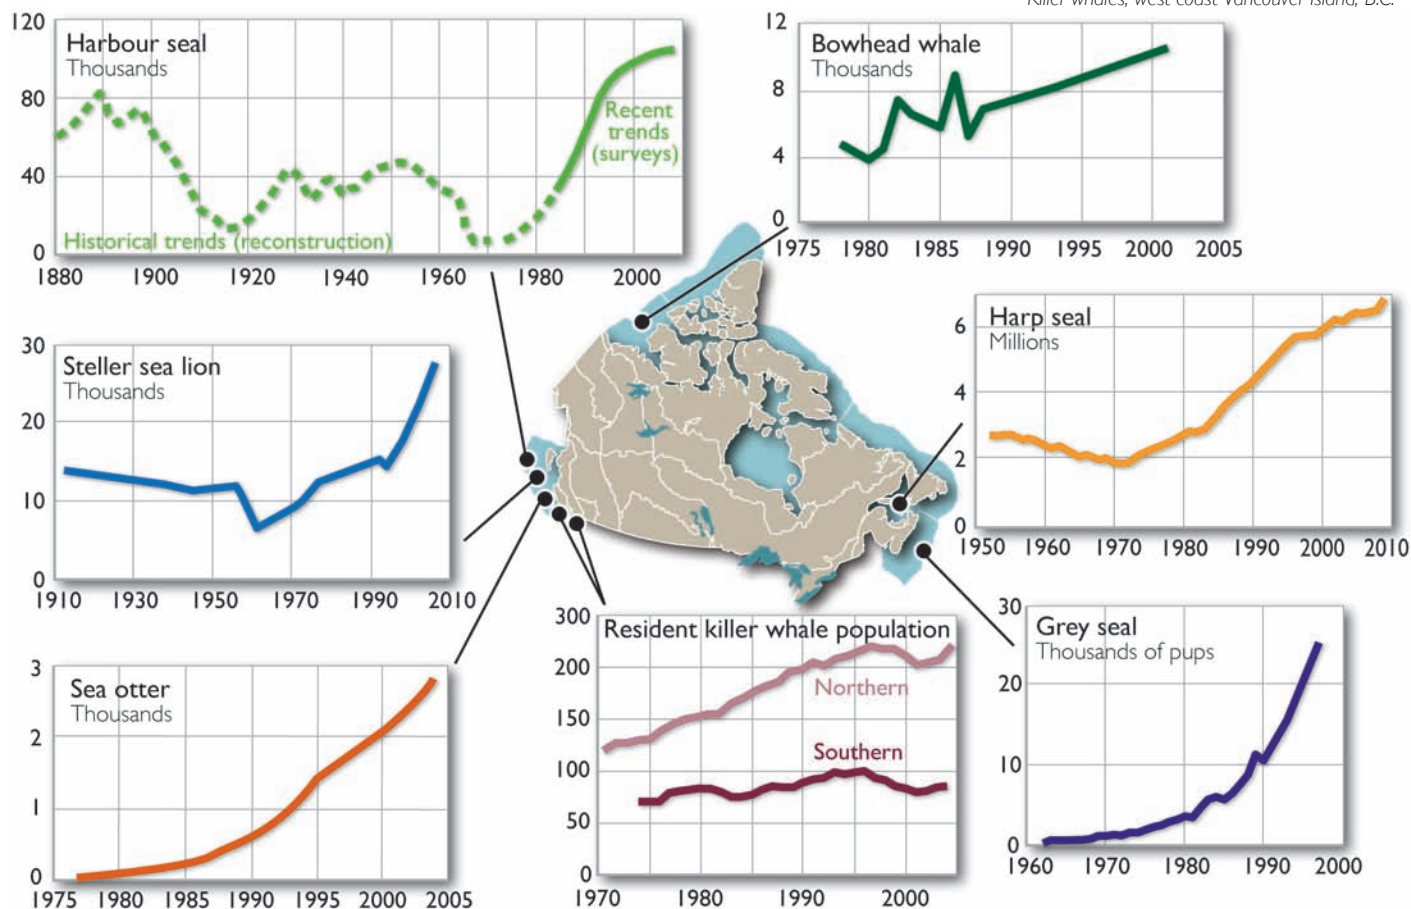 Killer whales, west coast Vancouver Island, B.C.
Harbour seal
Thousands
120
80
40
0
Recent
trends
(surveys)
Historical trends (reconstruction)
1880 1900 1920 1940 1960 1980 2000
Bowhead whale
Thousands
12
8
4
0
1975 1980 1985 1990 1995 2001 2005
Steller sea lion
Thousands
30
20
10
0
1910 1930 1950 1970 1990 2010
Harp seal
Millions
6
4
2
0
1950 1960 1970 1980 1990 2000 2010
Sea otter
Thousands
3
2
1
0
1975 1980 1985 1990 1995 2000 2005
Resident killer whale population
300
200
150
100
50
0
Northern
Southern
1970 1980 1990 2000
Grey seal
Thousands of pups
30
20
10
0
1960 1970 1980 1990 2000